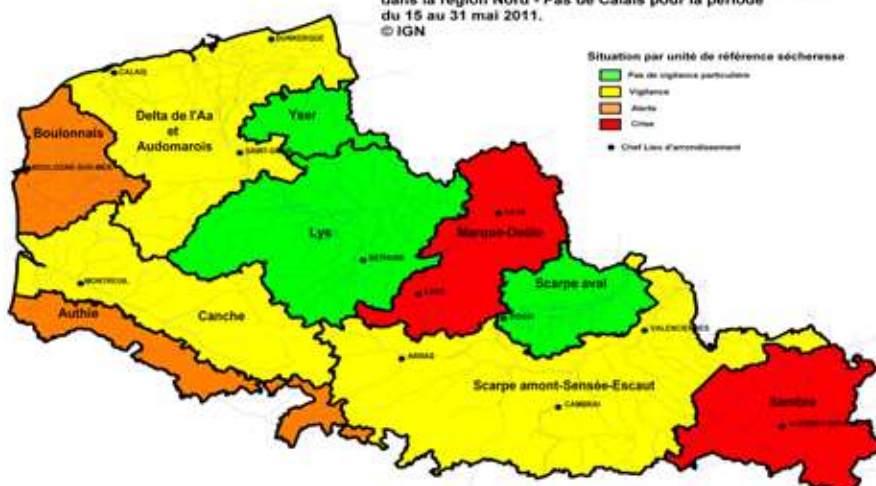 dans la région Nord - Pas de Calais pour la période
du 15 au 31 mai 2011.
© IGN
Situation par unité de référence sécheresse
Pas de vigilance particulière
Vigilance
Alerte
Crise
Chef Lieu d'arrondissement
DUNKERQUE
CALAIS
Delta de l'Aa
et
Audomarois
Yser
Boulonnais
BOULOGNE-SUR-MER
Lys
BETHUNE
Marque-Deûle
LILLE
LENS
Scarpe aval
DOUAI
VALENCIENNES
MONTREUIL
Authie
Canche
ARRAS
Scarpe amont-Sensée-Escaut
CAMBRAI
Sambre